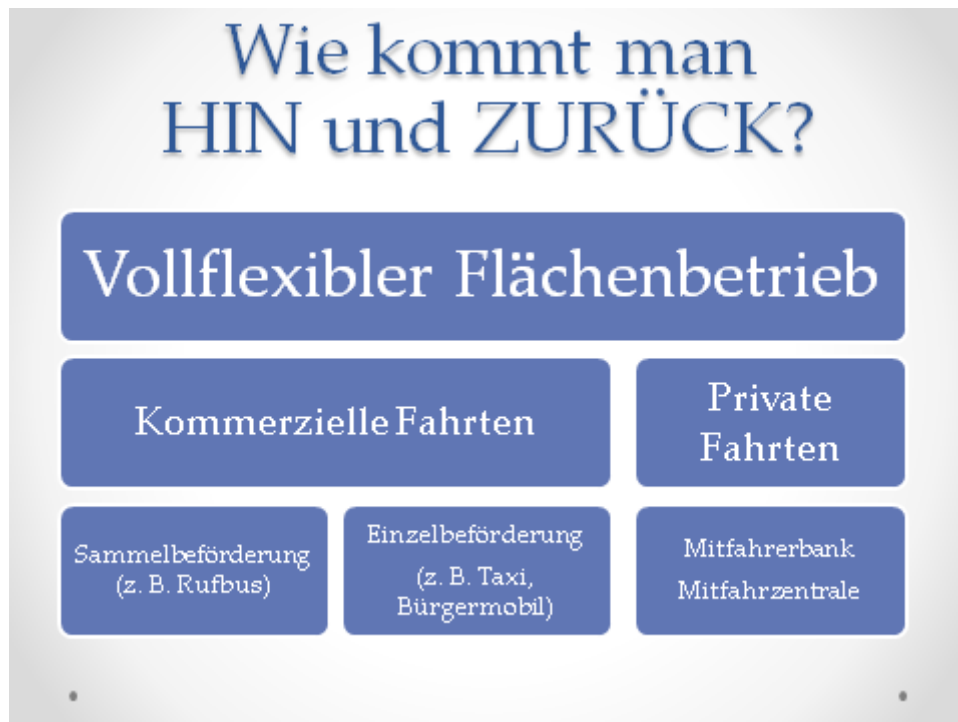 Wie kommt man
HIN und ZURÜCK?
Vollflexibler Flächenbetrieb
Kommerzielle Fahrten
Private
Fahrten
Sammelbeförderung
(z. B. Rufbus)
Einzelbeförderung
(z. B. Taxi,
Bürgermobil)
Mitfahrerbank
Mitfahrzentrale